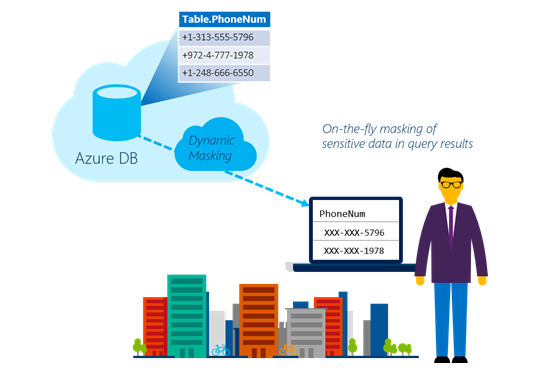 Table.PhoneNum
+1-313-555-5796
+972-4-777-1978
+1-248-666-6550
Azure DB
Dynamic
Masking
On-the-fly masking of
sensitive data in query results
PhoneNum
XXX-XXX-5796
XXX-XXX-1978